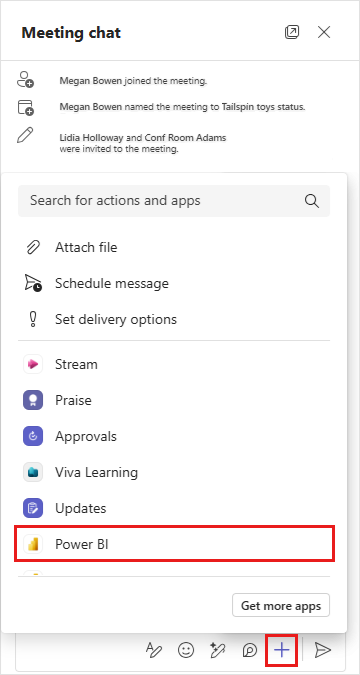 Meeting chat
Megan Bowen joined the meeting.
Megan Bowen named the meeting to Tailspin toys status.
Lidia Holloway and Conf Room Adams
were invited to the meeting.
Search for actions and apps
Attach file
Schedule message
Set delivery options
Stream
Praise
Approvals
Viva Learning
Updates
Power BI
Get more apps